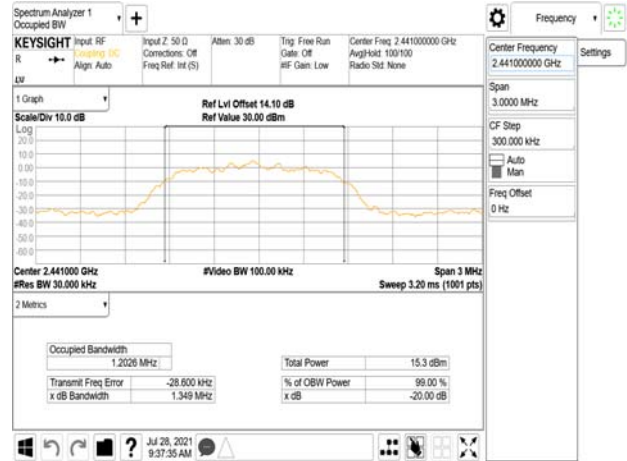 Spectrum Analyzer 1
Occupied BW
Frequency
KEYSIGHT
R
LV
Input: RF
Coupling: DC
Align: Auto
Input Z: 50 Ω
Corrections: Off
Freq Ref: Int (S)
Atten: 30 dB
Trig: Free Run
Gate: Off
#IF Gain: Low
Center Freq: 2.441000000 GHz
Avg|Hold: 100/100
Radio Std: None
Center Frequency
2.441000000 GHz
Settings
Span
3.0000 MHz
CF Step
300.000 kHz
Auto
Man
Freq Offset
0 Hz
1 Graph
Scale/Div 10.0 dB
Ref Lvl Offset 14.10 dB
Ref Value 30.00 dBm
Log
20.0
10.0
0.00
-10.0
-20.0
-30.0
-40.0
-50.0
-60.0
Center 2.441000 GHz
#Res BW 30.000 kHz
#Video BW 100.00 kHz
Span 3 MHz
Sweep 3.20 ms (1001 pts)
2 Metrics
Occupied Bandwidth
1.2026 MHz
Transmit Freq Error -28.600 kHz
x dB Bandwidth 1.349 MHz
Total Power 15.3 dBm
% of OBW Power 99.00 %
x dB -20.00 dB
Jul 28, 2021
9:37:35 AM